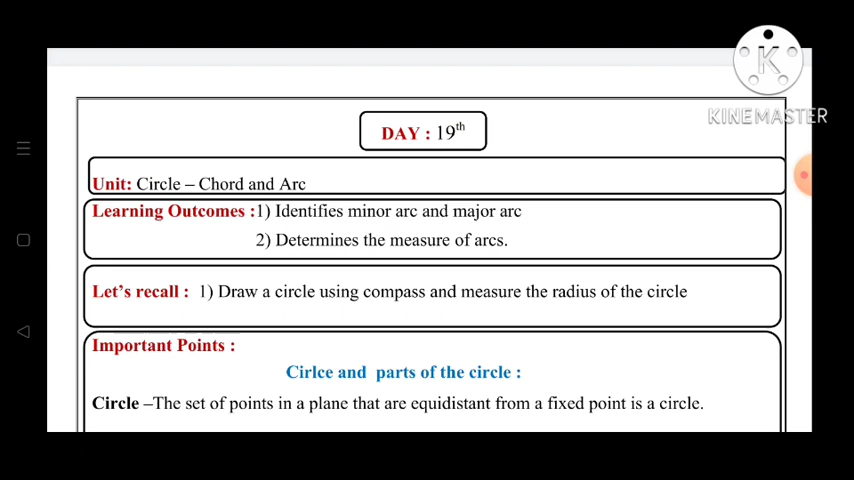 K
KINEMASTER
DAY : 19th
Unit: Circle – Chord and Arc
Learning Outcomes :1) Identifies minor arc and major arc
2) Determines the measure of arcs.
Let's recall : 1) Draw a circle using compass and measure the radius of the circle
Important Points :
Cirlce and parts of the circle :
Circle –The set of points in a plane that are equidistant from a fixed point is a circle.